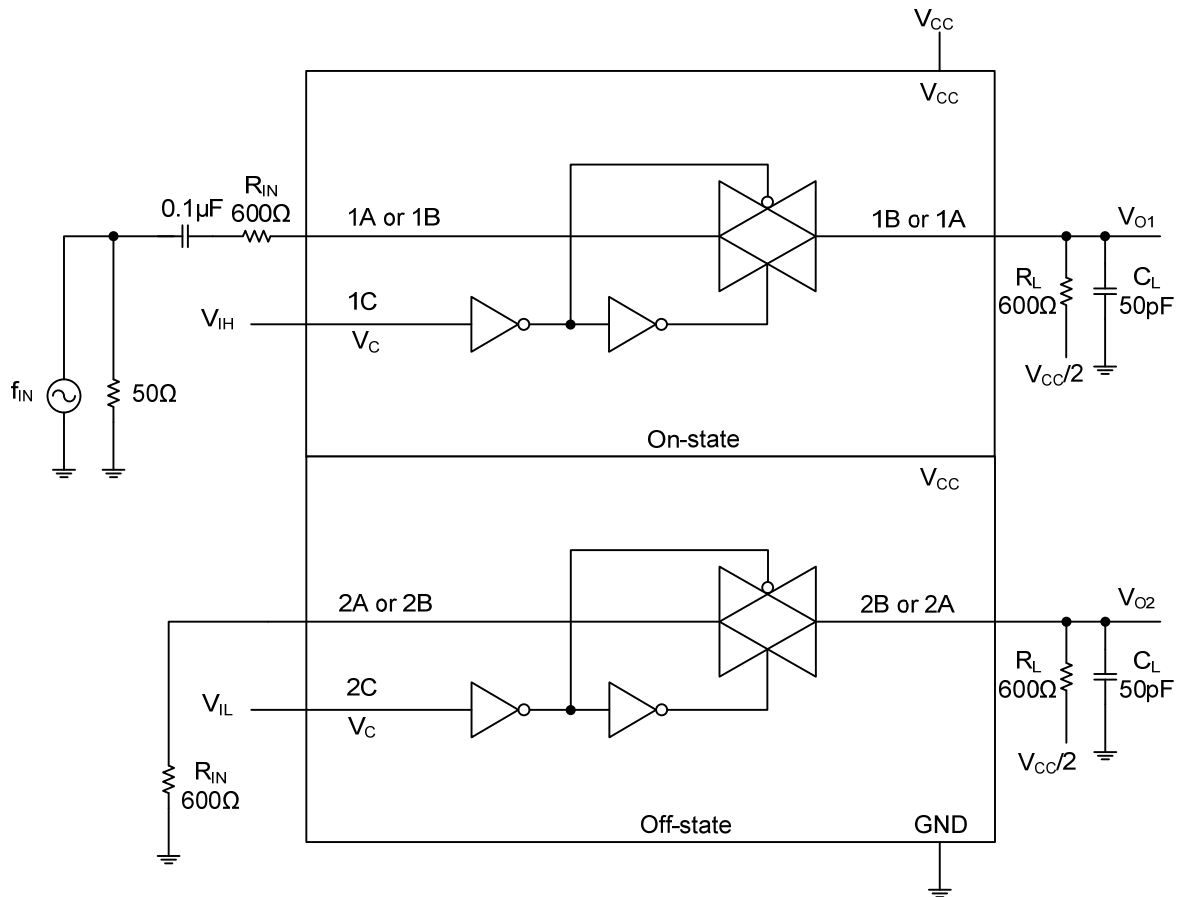 VCC
VCC
0.1μF
RIN
600Ω
1A or 1B
1B or 1A
VO1
RL
600Ω
CL
50pF
VIH
1C
VC
VCC/2
fIN
50Ω
On-state
VCC
2A or 2B
2B or 2A
VO2
RL
600Ω
CL
50pF
VIL
2C
VC
VCC/2
RIN
600Ω
Off-state
GND